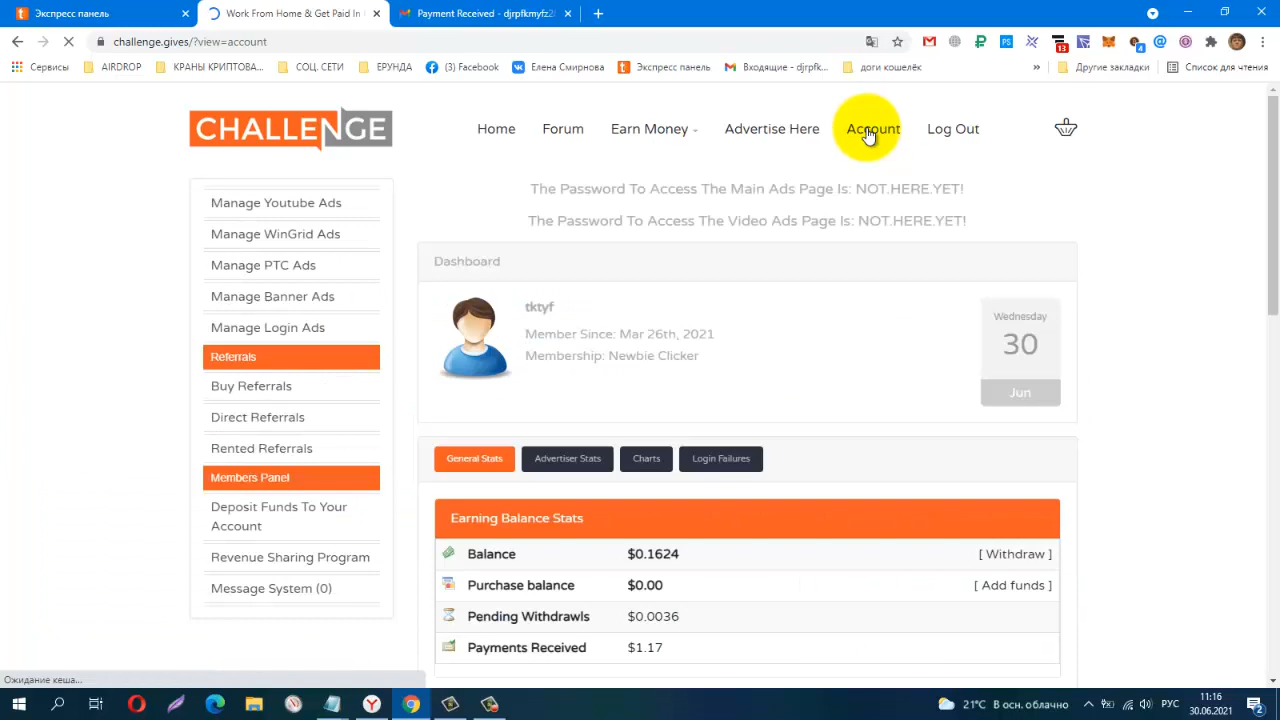 Экспресс панель
Work From Home & Get Paid In
Payment Received - djrpfkmyfz2
challenge.gives/?view=account
13
4
Сервисы
AIRDROP
КРАНЫ КРИПТОВА...
СОЦ. СЕТИ
ЕРУНДА
(3) Facebook
Елена Смирнова
Экспресс панель
Входящие - djrpfk...
доги кошелёк
»
Другие закладки
Список для чтения
CHALLENGE
Home
Forum
Earn Money
Advertise Here
Account
Log Out
The Password To Access The Main Ads Page Is: NOT.HERE.YET!
The Password To Access The Video Ads Page Is: NOT.HERE.YET!
Manage Youtube Ads
Manage WinGrid Ads
Manage PTC Ads
Manage Banner Ads
Manage Login Ads
Referrals
Buy Referrals
Direct Referrals
Rented Referrals
Members Panel
Deposit Funds To Your
Account
Revenue Sharing Program
Message System (0)
Dashboard
tktyf
Member Since: Mar 26th, 2021
Membership: Newbie Clicker
Wednesday
30
Jun
General Stats
Advertiser Stats
Charts
Login Failures
Earning Balance Stats
Balance $0.1624 [ Withdraw ]
Purchase balance $0.00 [ Add funds ]
Pending Withdrawls $0.0036
Payments Received $1.17
Ожидание кеша...
21°C В осн. облачно
РУС
11:16
30.06.2021
2